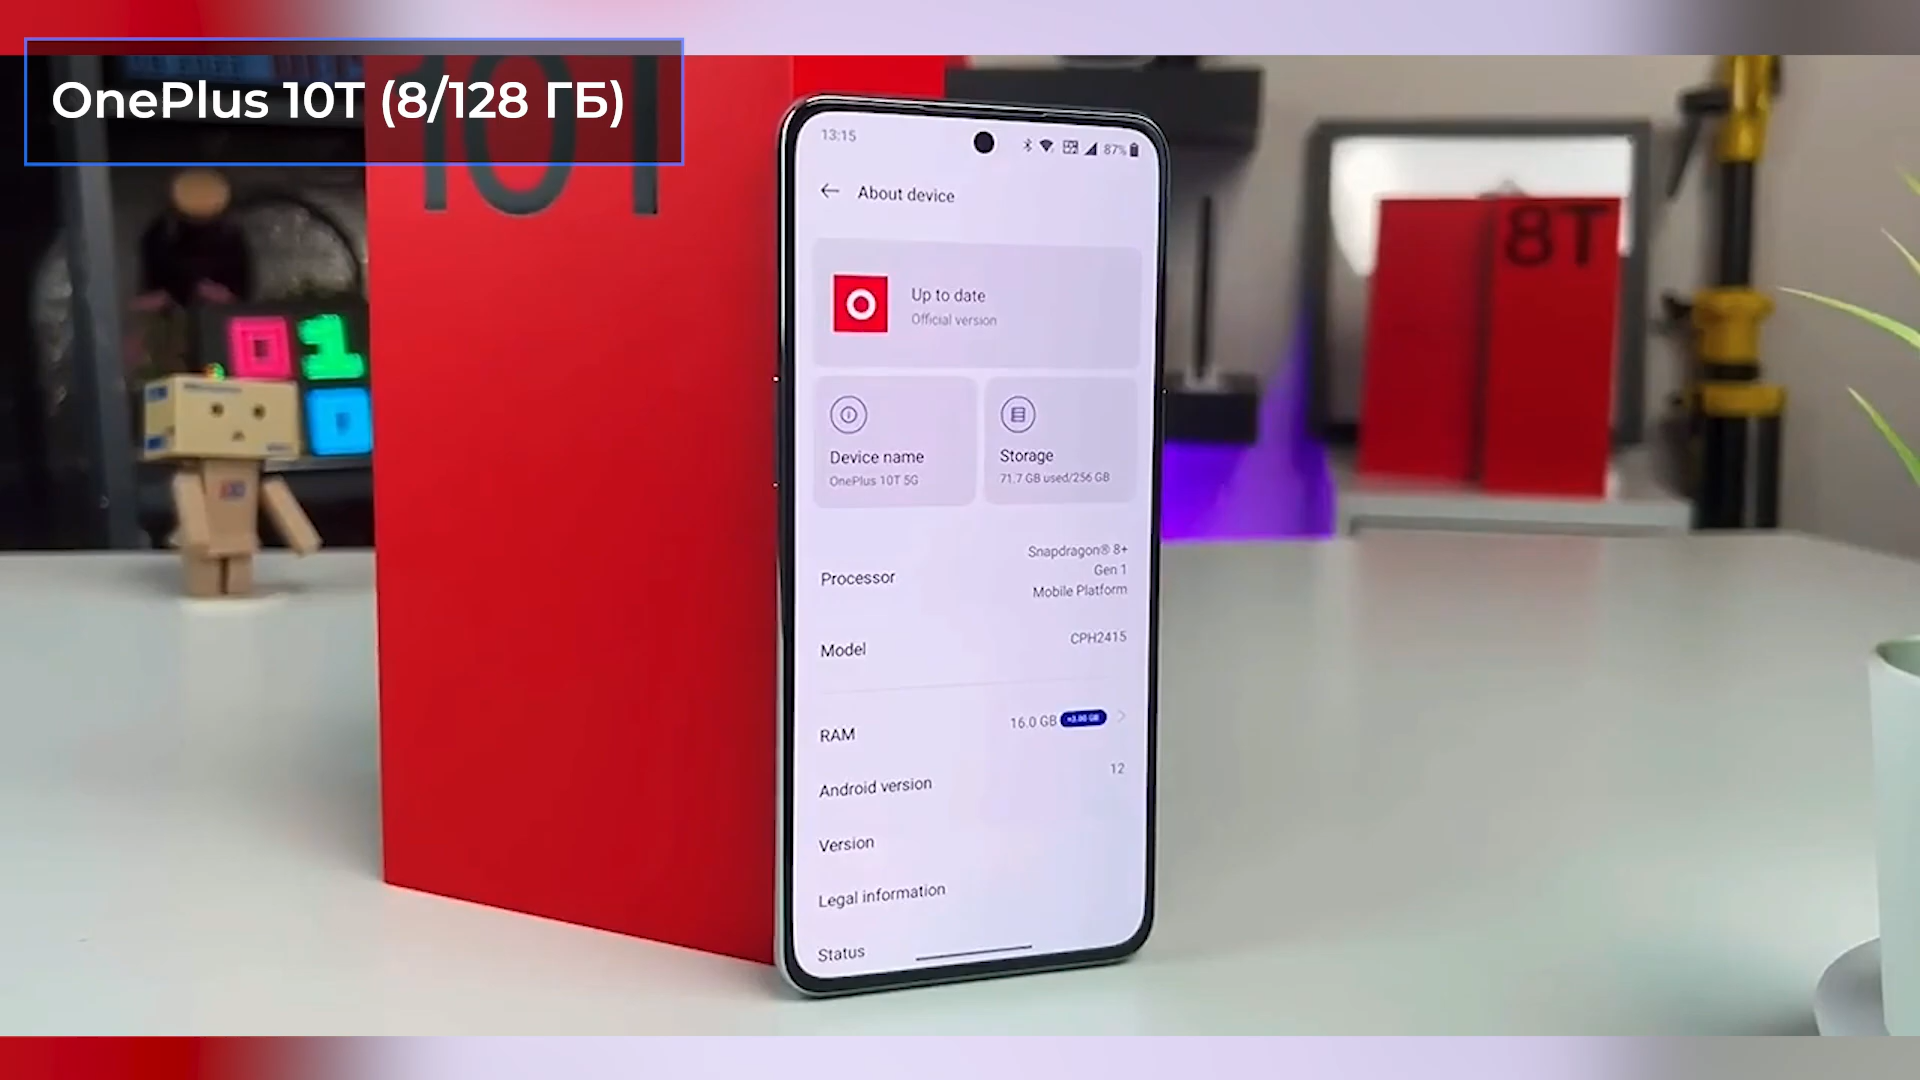 OnePlus 10T (8/128 ГБ)
10T
13:15
87%
About device
Up to date
Official version
Device name
OnePlus 10T 5G
Storage
71.7 GB used/256 GB
Processor
Snapdragon® 8+
Gen 1
Mobile Platform
Model
CPH2415
RAM
16.0 GB
Android version
12
Version
Legal information
Status
8T
01